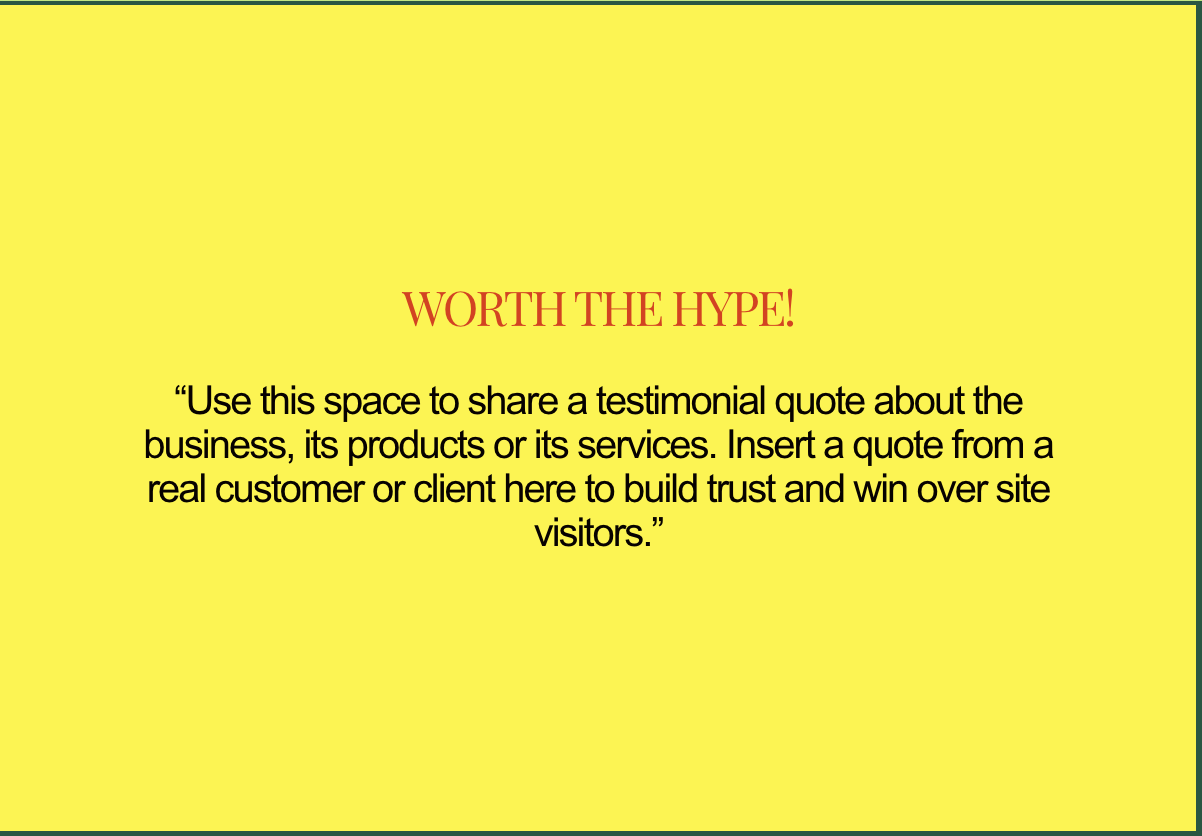 WORTH THE HYPE!
“Use this space to share a testimonial quote about the
business, its products or its services. Insert a quote from a
real customer or client here to build trust and win over site
visitors.”